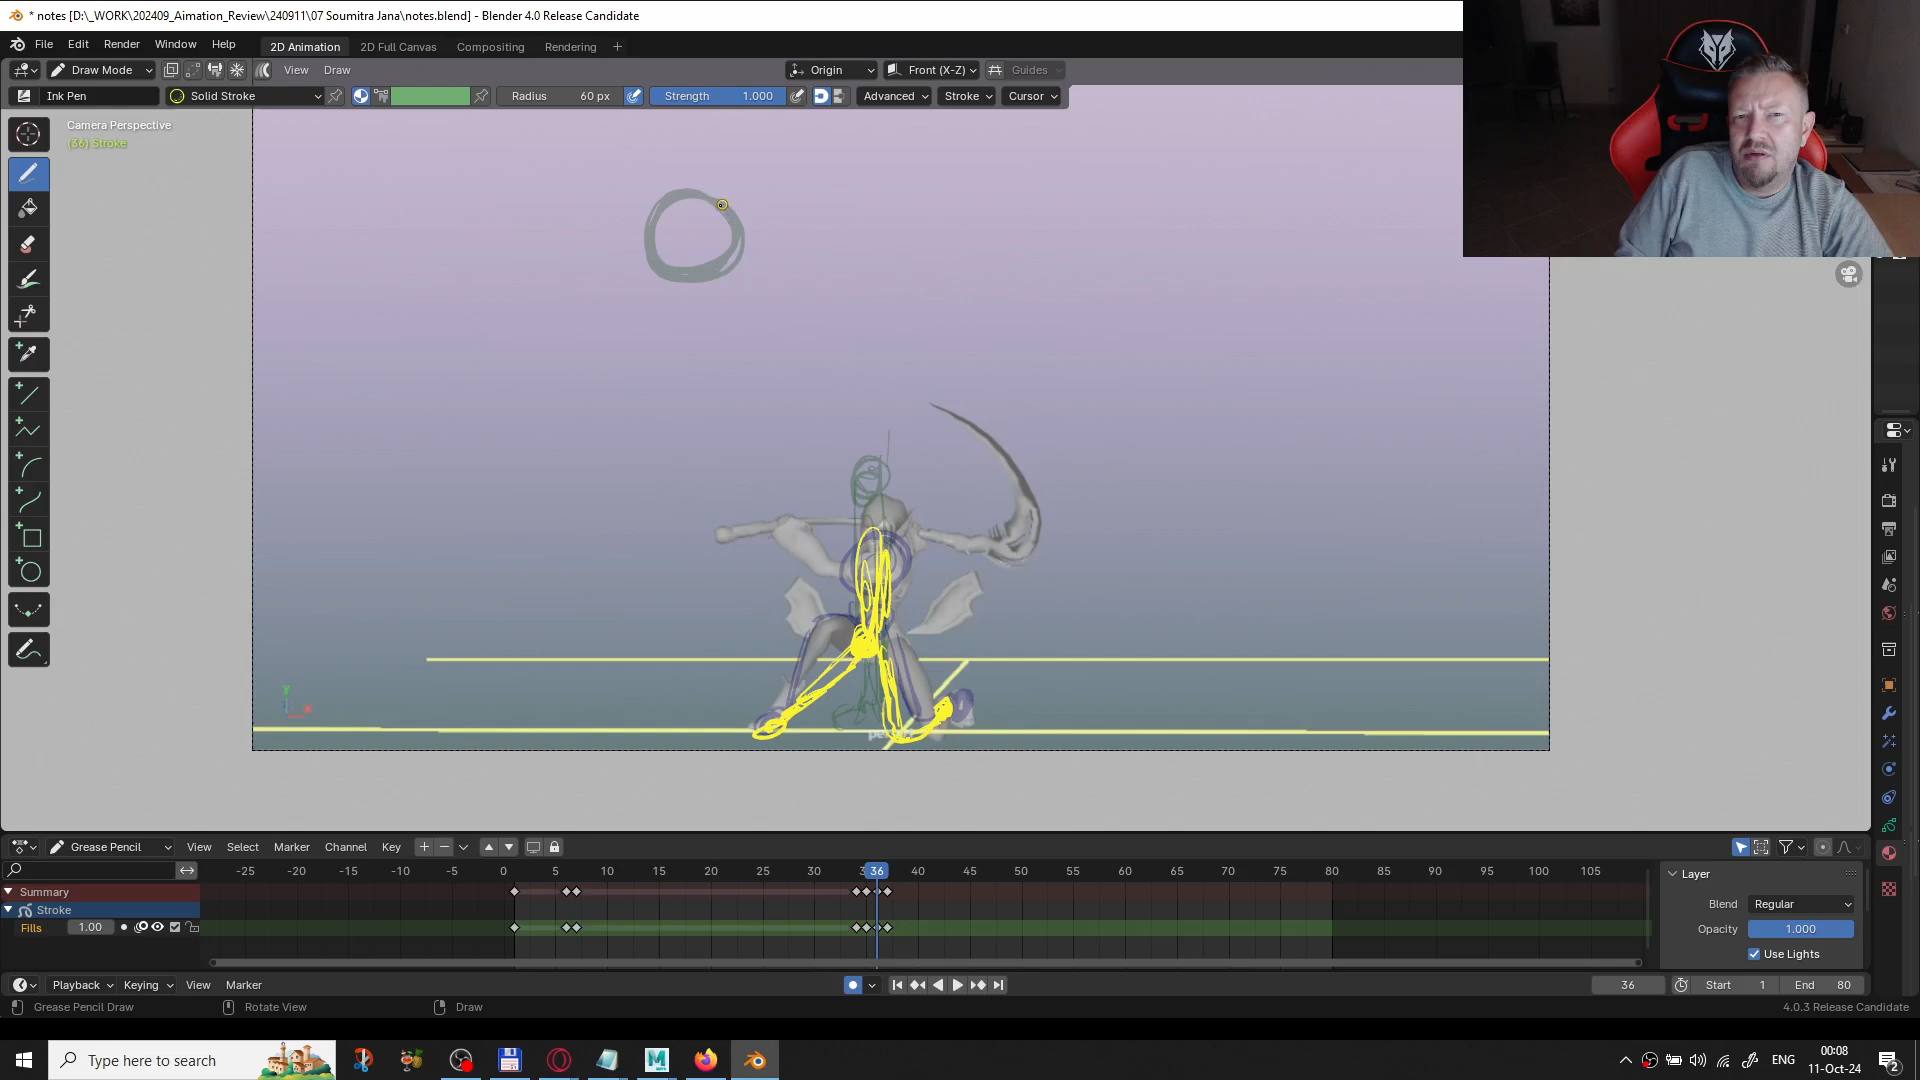 * notes [D:\_WORK\202409_Aimation_Review\240911\07 Soumitra Jana\notes.blend] - Blender 4.0 Release Candidate
File Edit Render Window Help 2D Animation 2D Full Canvas Compositing Rendering +
Draw Mode View Draw Origin Front (X-Z) Guides
Ink Pen Solid Stroke Radius 60 px Strength 1.000 Advanced Stroke Cursor
Camera Perspective
(36) Stroke
Y
Grease Pencil View Select Marker Channel Key
-25 -20 -15 -10 -5 0 5 10 15 20 25 30 36 40 45 50 55 60 65 70 75 80 85 90 95 100 105
Layer
Summary
Blend Regular
Stroke
Fills 1.00
Opacity 1.000
Use Lights
Playback Keying View Marker 36 Start 1 End 80
Grease Pencil Draw Rotate View Draw 4.0.3 Release Candidate
Type here to search
ENG
00:08
11-Oct-24
2